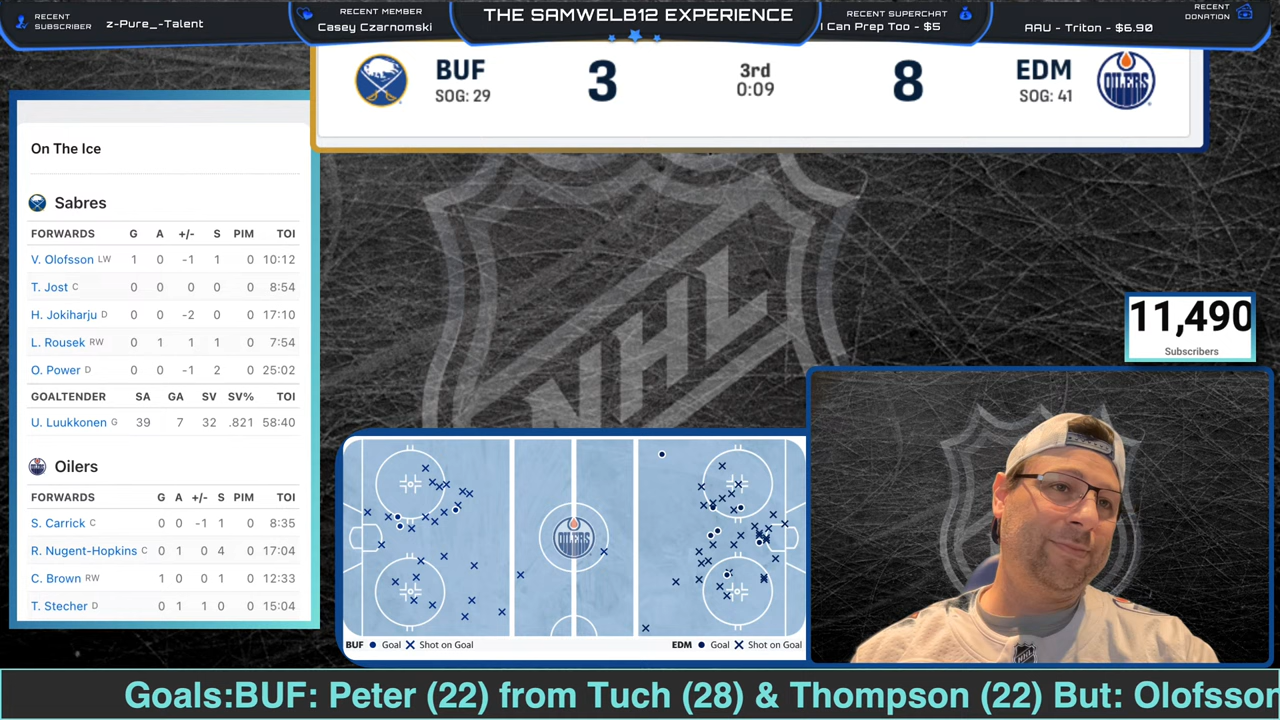 RECENT SUBSCRIBER
z-Pure_-Talent
RECENT MEMBER
Casey Czarnomski
THE SAMWELB12 EXPERIENCE
RECENT SUPERCHAT
I Can Prep Too - $5
RECENT DONATION
AAU - Triton - $6.90
BUF
SOG: 29
3
3rd
0:09
8
EDM
SOG: 41
OILERS
On The Ice
Sabres
FORWARDS G A +/- S PIM TOI
V. Olofsson LW 1 0 -1 1 0 10:12
T. Jost C 0 0 0 0 0 8:54
H. Jokiharju D 0 0 -2 0 0 17:10
L. Rousek RW 0 1 1 1 0 7:54
O. Power D 0 0 -1 2 0 25:02
GOALTENDER SA GA SV SV% TOI
U. Luukkonen G 39 7 32 .821 58:40
Oilers
FORWARDS G A +/- S PIM TOI
S. Carrick C 0 0 -1 1 0 8:35
R. Nugent-Hopkins C 0 1 0 4 0 17:04
C. Brown RW 1 0 0 1 0 12:33
T. Stecher D 0 1 1 0 0 15:04
NHL
11,490
Subscribers
OILERS
BUF Goal Shot on Goal
EDM Goal Shot on Goal
NHL
Goals:BUF: Peter (22) from Tuch (28) & Thompson (22) But: Olofsson